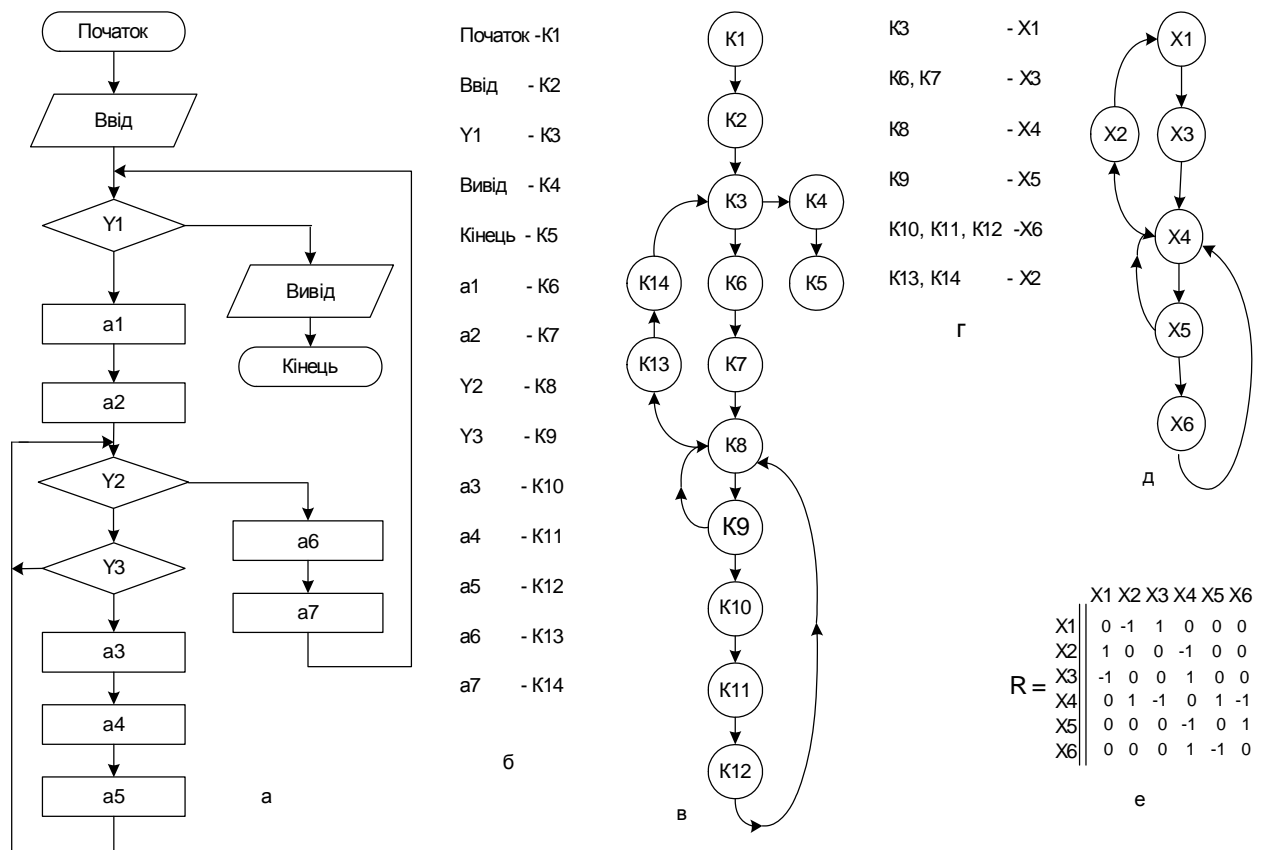 Початок
Ввід
Y1
Вивід
a1
Кінець
a2
Y2
a6
Y3
a7
a3
a4
a5
а
Початок -К1
Ввід - К2
Y1 - К3
Вивід - К4
Кінець - К5
a1 - К6
a2 - К7
Y2 - К8
Y3 - К9
a3 - К10
a4 - К11
a5 - К12
a6 - К13
a7 - К14
б
К1
К2
К3
К4
К14
К6
К5
К13
К7
К8
К9
К10
К11
К12
в
К3 - X1
К6, К7 - X3
К8 - X4
К9 - X5
К10, К11, К12 -X6
К13, К14 - X2
г
X1
X2
X3
X4
X5
X6
д
X1 X2 X3 X4 X5 X6
X1 0 -1 1 0 0 0
X2 1 0 0 -1 0 0
X3 -1 0 0 1 0 0
R = X4 0 1 -1 0 1 -1
X5 0 0 0 -1 0 1
X6 0 0 0 1 -1 0
е